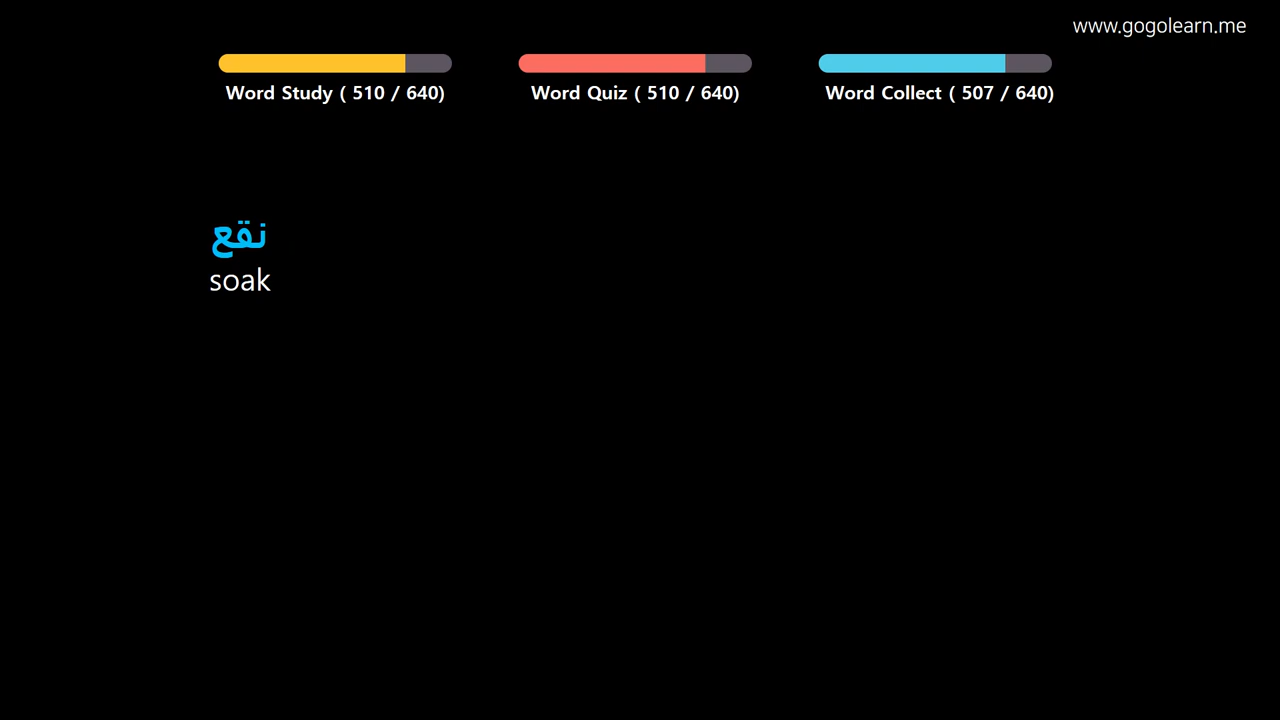 www.gogolearn.me
Word Study ( 510 / 640)
Word Quiz ( 510 / 640)
Word Collect ( 507 / 640)
نقع
soak